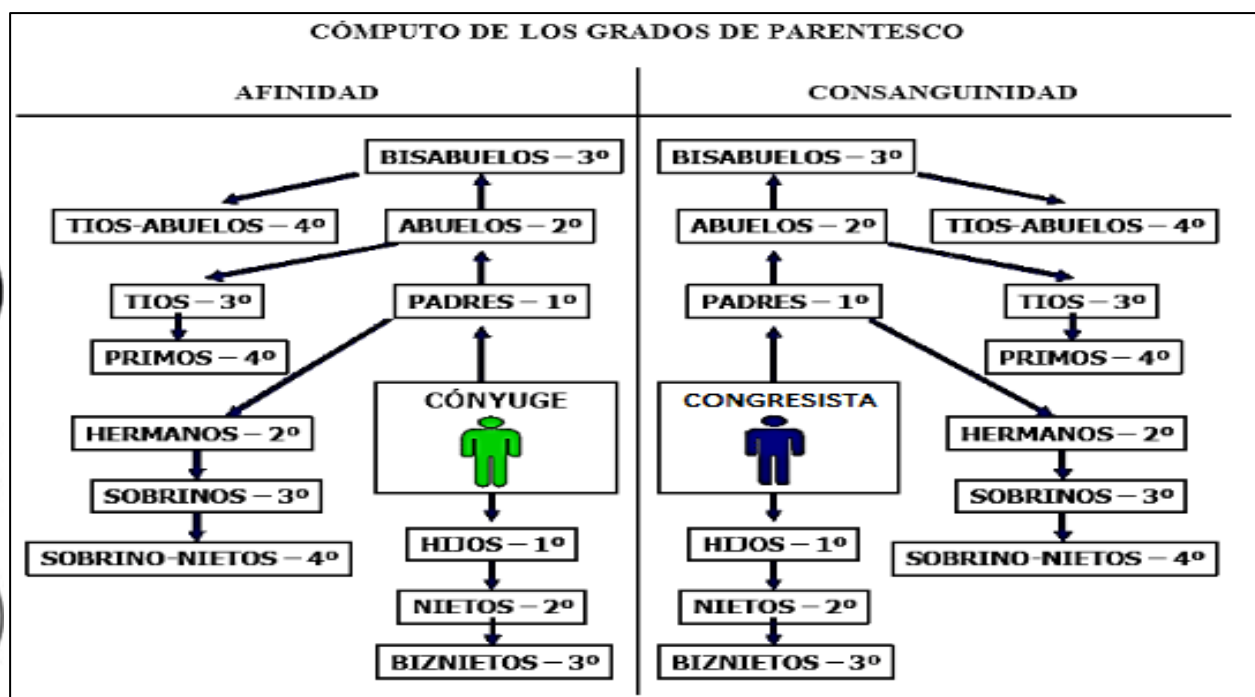 CÓMPUTO DE LOS GRADOS DE PARENTESCO
AFINIDAD
CONSANGUINIDAD
BISABUELOS – 3º
BISABUELOS – 3º
TIOS-ABUELOS – 4º
ABUELOS – 2º
ABUELOS – 2º
TIOS-ABUELOS – 4º
TIOS – 3º
PADRES – 1º
PADRES – 1º
TIOS – 3º
PRIMOS – 4º
PRIMOS – 4º
CÓNYUGE
CONGRESISTA
HERMANOS – 2º
HERMANOS – 2º
SOBRINOS – 3º
SOBRINOS – 3º
SOBRINO-NIETOS – 4º
HIJOS – 1º
HIJOS – 1º
SOBRINO-NIETOS – 4º
NIETOS – 2º
NIETOS – 2º
BIZNIETOS – 3º
BIZNIETOS – 3º